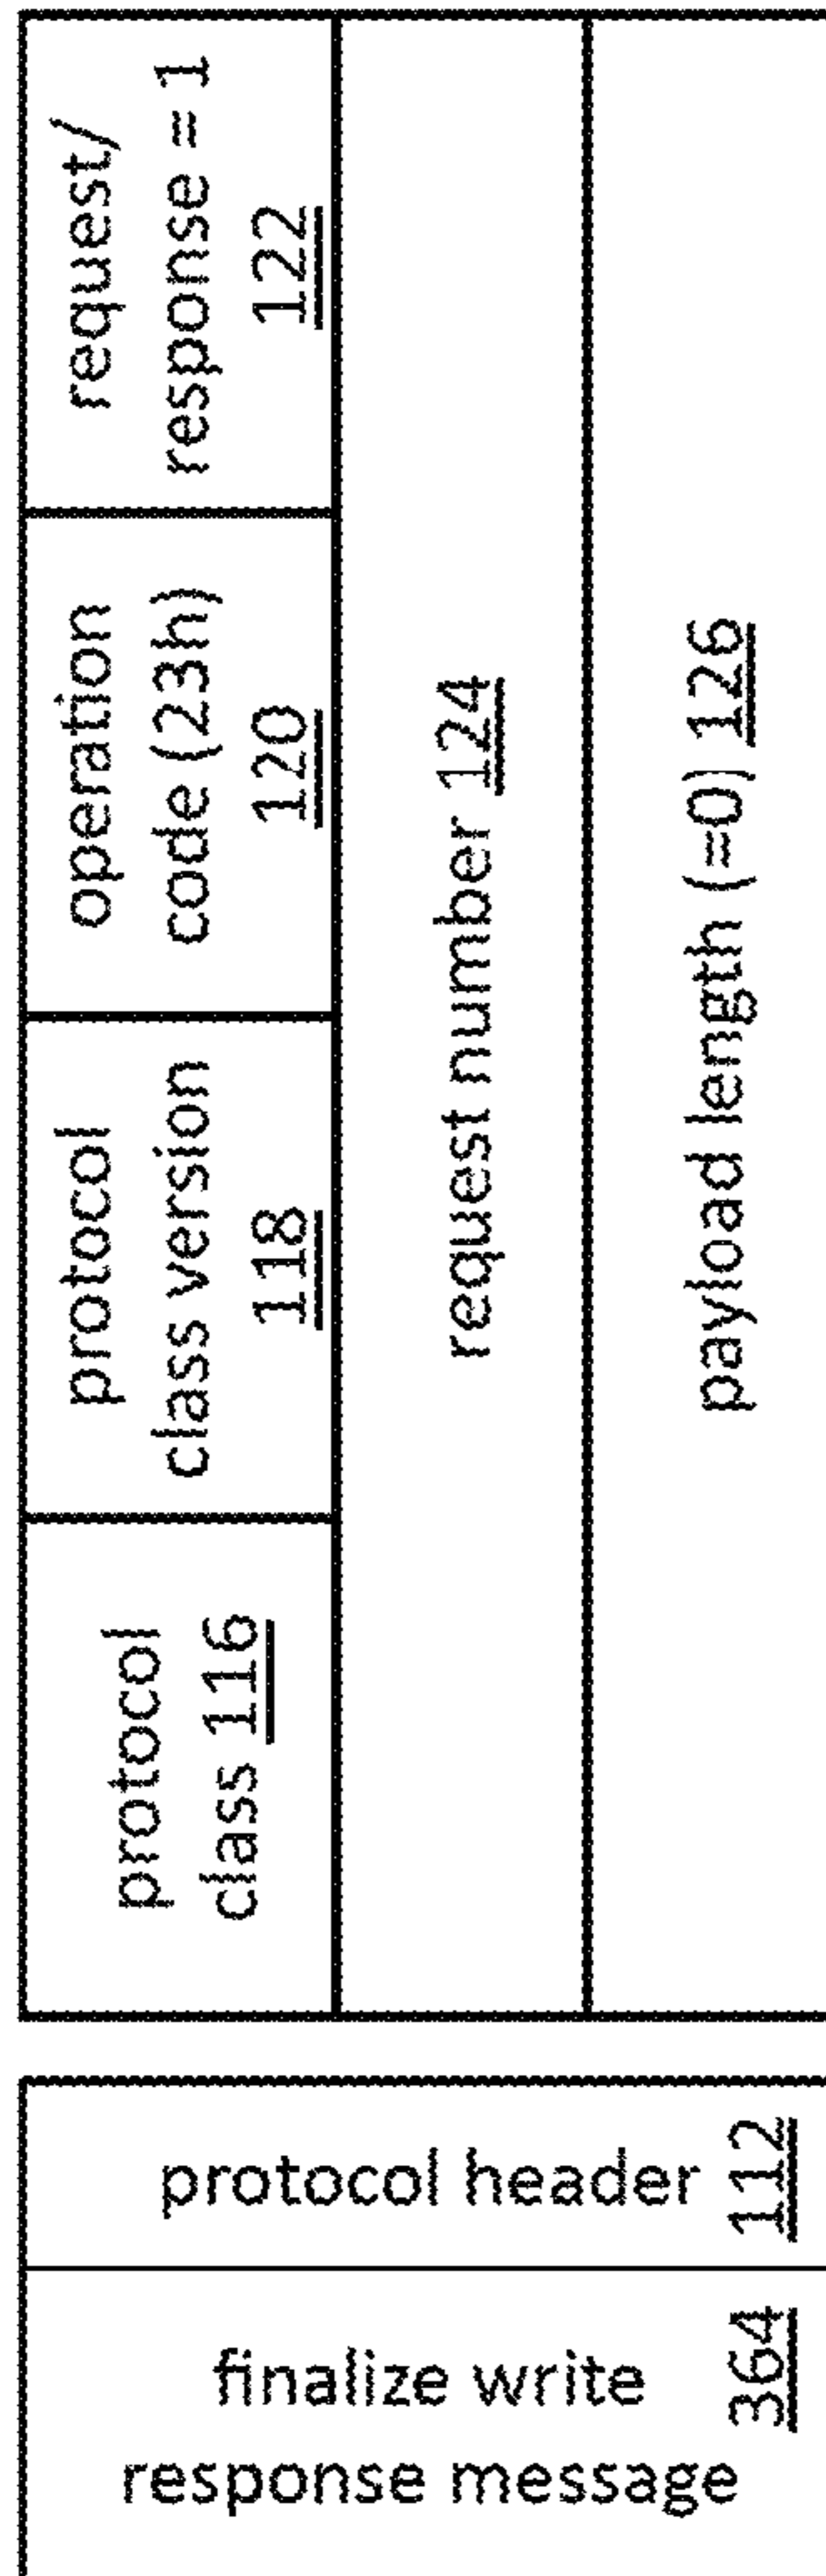 protocol
class 116
protocol
class version
118
operation
code (23h)
120
request/
response = 1
122
request number 124
payload length (=0) 126
protocol header 112
finalize write
response message
364